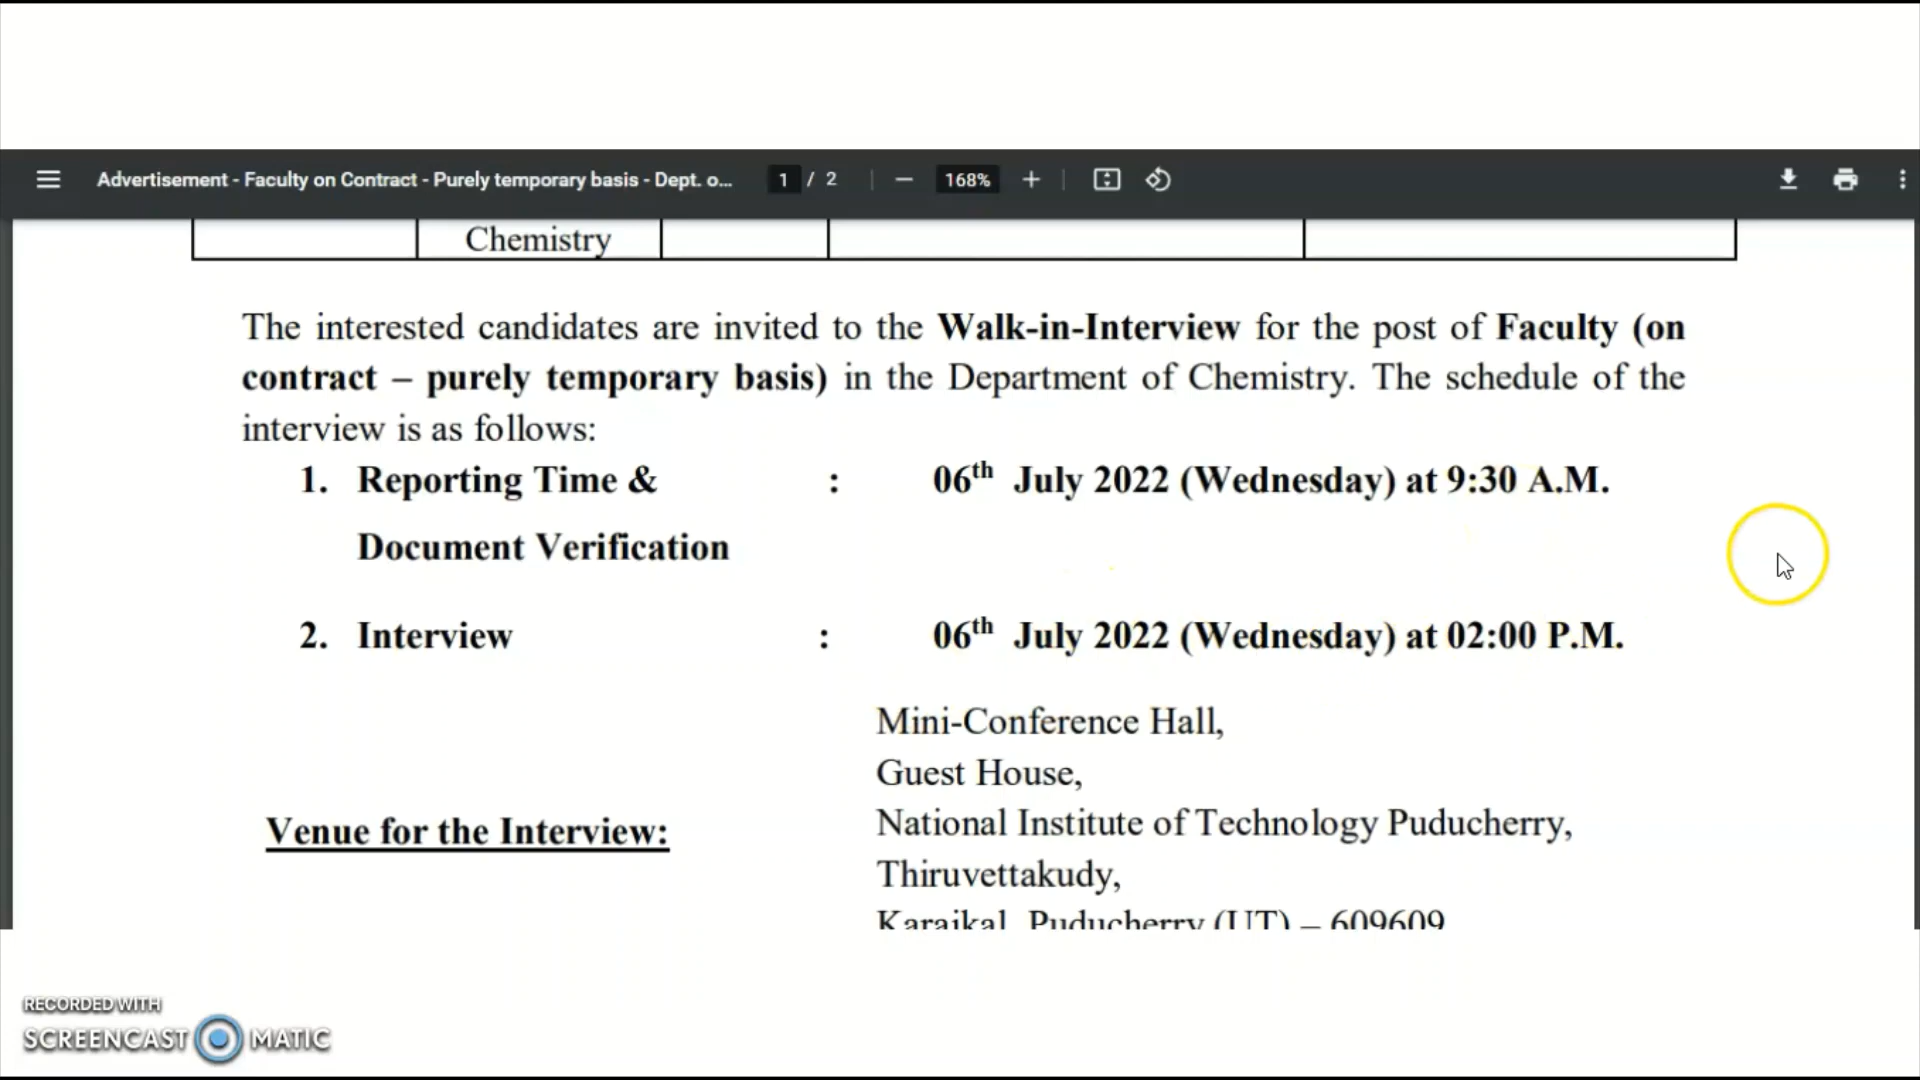 Advertisement - Faculty on Contract - Purely temporary basis - Dept. o... 1 / 2 168%
Chemistry
The interested candidates are invited to the Walk-in-Interview for the post of Faculty (on
contract – purely temporary basis) in the Department of Chemistry. The schedule of the
interview is as follows:
1. Reporting Time & : 06th July 2022 (Wednesday) at 9:30 A.M.
Document Verification
2. Interview : 06th July 2022 (Wednesday) at 02:00 P.M.
Mini-Conference Hall,
Guest House,
National Institute of Technology Puducherry,
Venue for the Interview:
Thiruvettakudy,
Karaikal, Puducherry (UT) – 609609
RECORDED WITH
SCREENCAST MATIC